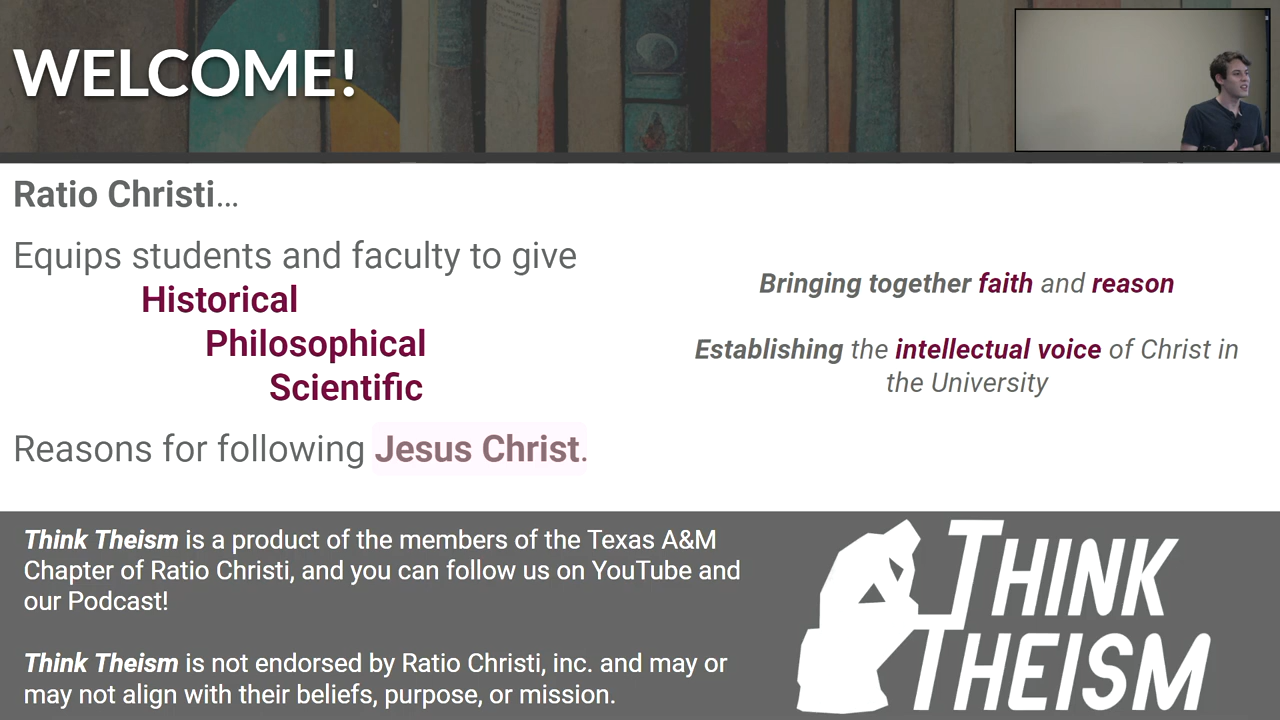 WELCOME!
Ratio Christi...
Equips students and faculty to give
Historical
Philosophical
Scientific
Reasons for following Jesus Christ.
Bringing together faith and reason
Establishing the intellectual voice of Christ in
the University
Think Theism is a product of the members of the Texas A&M
Chapter of Ratio Christi, and you can follow us on YouTube and
our Podcast!
Think Theism is not endorsed by Ratio Christi, inc. and may or
may not align with their beliefs, purpose, or mission.
THINK
THEISM